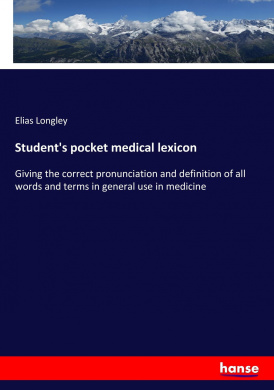 Elias Longley
Student's pocket medical lexicon
Giving the correct pronunciation and definition of all
words and terms in general use in medicine
hanse